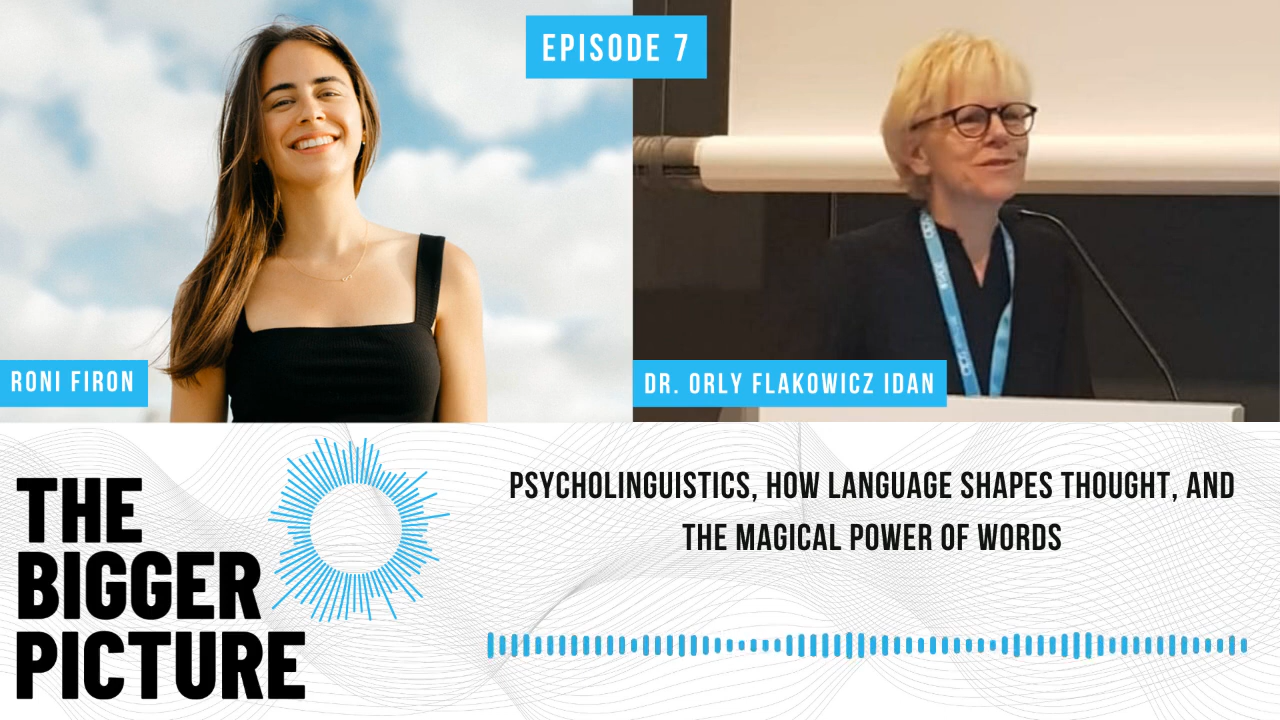 EPISODE 7
RONI FIRON
DR. ORLY FLAKOWICZ IDAN
THE
BIGGER
PICTURE
PSYCHOLINGUISTICS, HOW LANGUAGE SHAPES THOUGHT, AND
THE MAGICAL POWER OF WORDS